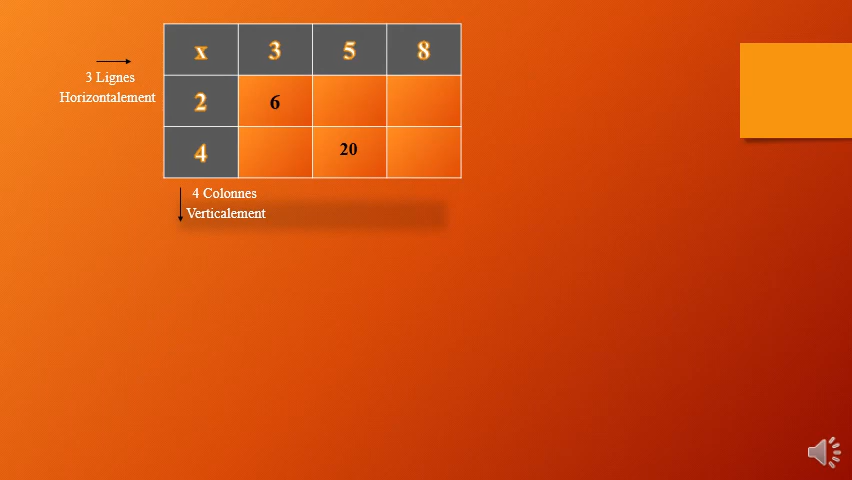 x 3 5 8
3 Lignes
Horizontalement
2 6
4 20
4 Colonnes
Verticalement